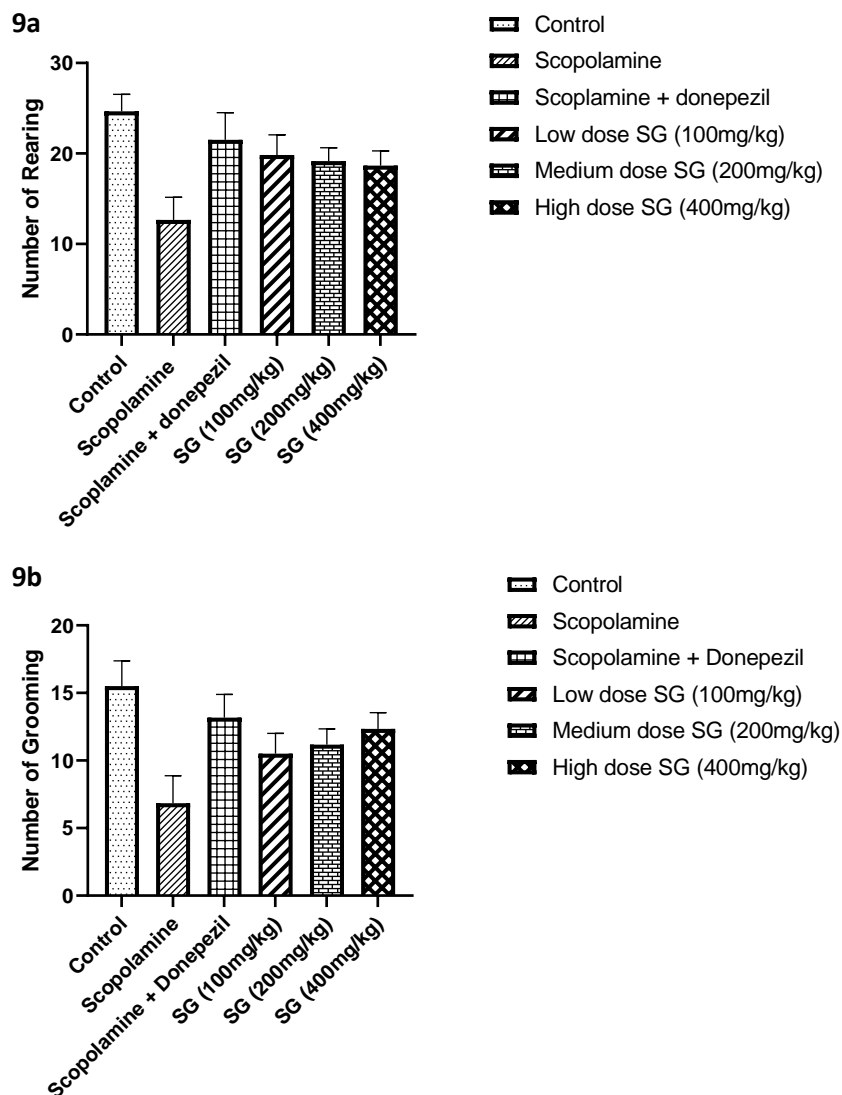 9a
30
20
10
0
Number of Rearing
Control
Scopolamine
Scoplamine + donepezil
SG (100mg/kg)
SG (200mg/kg)
SG (400mg/kg)
Control
Scopolamine
Scoplamine + donepezil
Low dose SG (100mg/kg)
Medium dose SG (200mg/kg)
High dose SG (400mg/kg)
9b
20
15
10
5
0
Number of Grooming
Control
Scopolamine
Scopolamine + Donepezil
SG (100mg/kg)
SG (200mg/kg)
SG (400mg/kg)
Control
Scopolamine
Scopolamine + Donepezil
Low dose SG (100mg/kg)
Medium dose SG (200mg/kg)
High dose SG (400mg/kg)